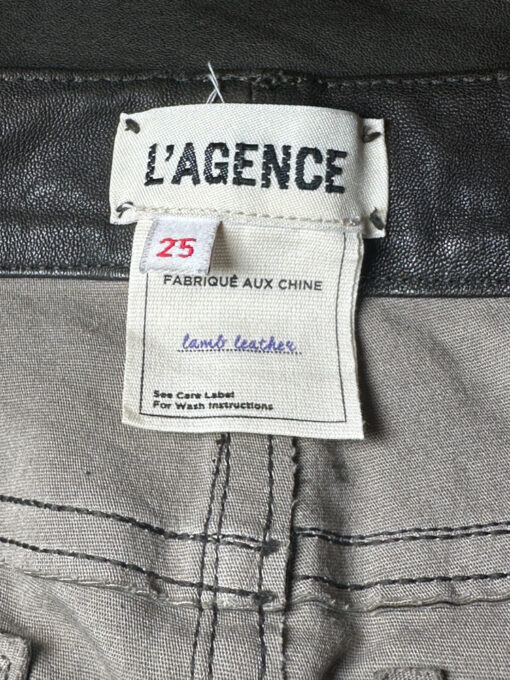 L'AGENCE
25
FABRIQUÉ AUX CHINE
lamb leather
See Care Label
For Wash Instructions